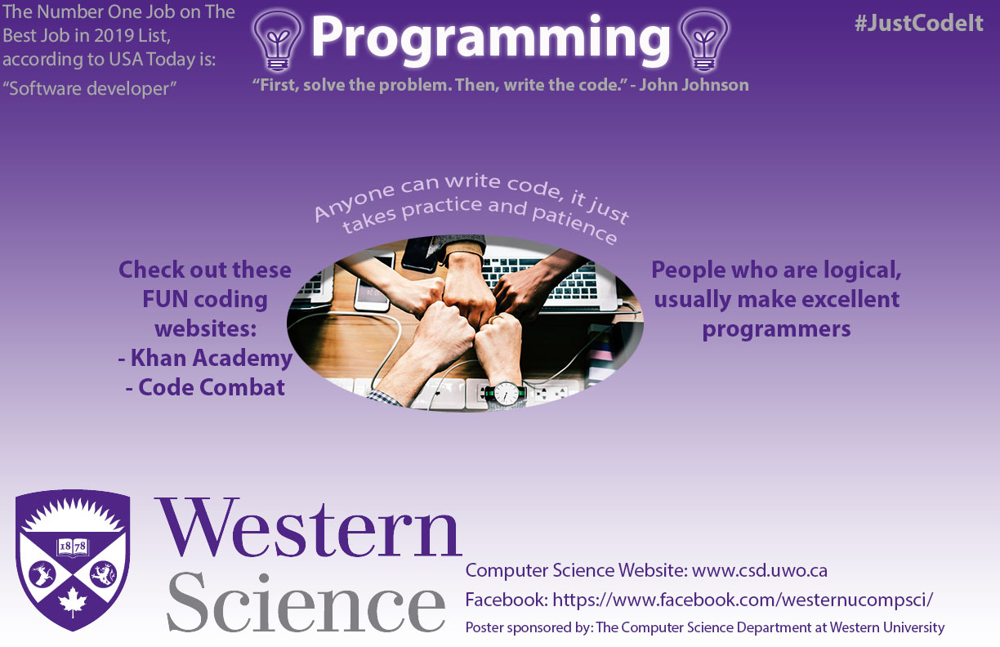 The Number One Job on The
Best Job in 2019 List,
according to USA Today is:
“Software developer”
Programming
“First, solve the problem. Then, write the code.” - John Johnson
#JustCodeIt
Anyone can write code, it just
takes practice and patience
Check out these
FUN coding
websites:
- Khan Academy
- Code Combat
People who are logical,
usually make excellent
programmers
1878
Western
Science
Computer Science Website: www.csd.uwo.ca
Facebook: https://www.facebook.com/westernucompsci/
Poster sponsored by: The Computer Science Department at Western University